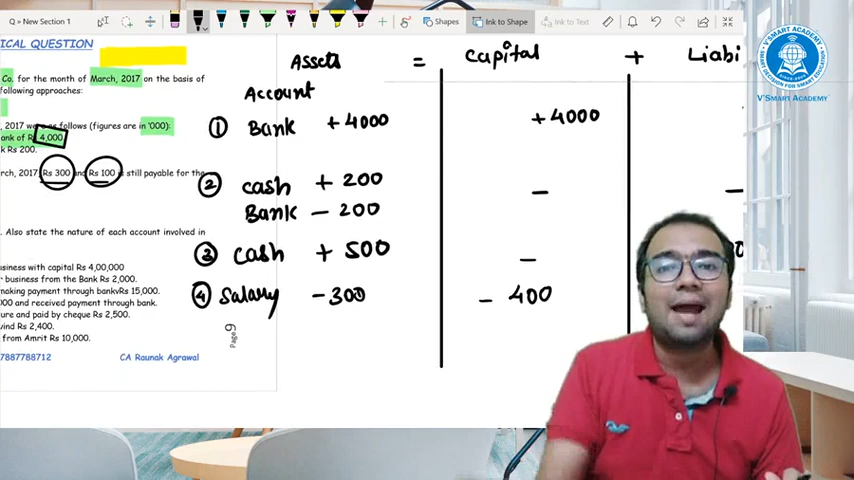 Q » New Section 1
Shapes
Ink to Shape
Ink to Text
ICAL QUESTION
Co. for the month of March, 2017 on the basis of
following approaches:
2017 were as follows (figures are in '000):
ank of Rs 4,000
k Rs 200.
rch, 2017, Rs 300 and Rs 100 is still payable for the
. Also state the nature of each account involved in
siness with capital Rs 4,00,000
business from the Bank Rs 2,000.
making payment through bankvRs 15,000.
000 and received payment through bank.
ure and paid by cheque Rs 2,500.
vind Rs 2,400.
from Amrit Rs 10,000.
7887788712
CA Raunak Agrawal
Page 9
Assets = Capital + Liabi
Account
① Bank +4000 +4000
② cash + 200 - -
Bank - 200
③ cash + 500 -
④ Salary - 300 - 400
V'SMART ACADEMY
SMART DECISION FOR SMART EDUCATION
V'SMART ACADEMY